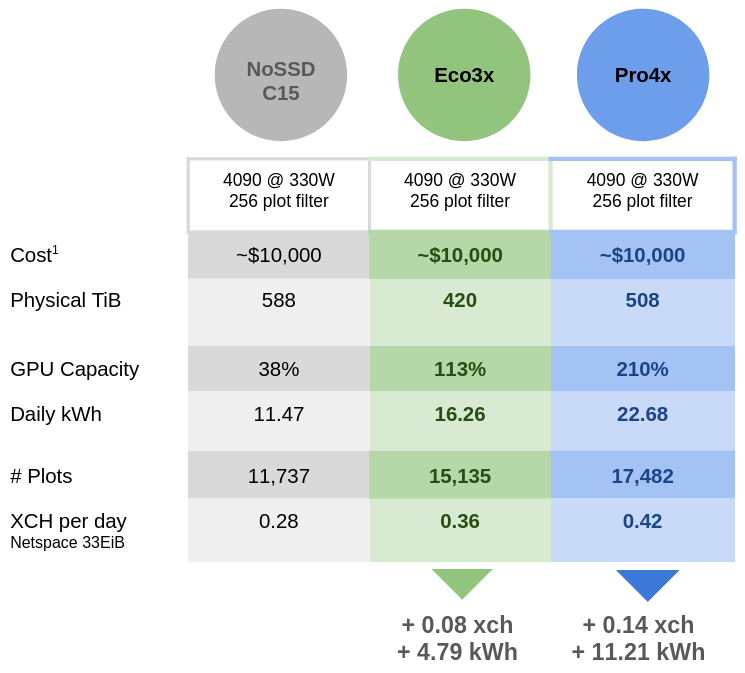 NoSSD
C15
Eco3x
Pro4x
4090 @ 330W
256 plot filter
4090 @ 330W
256 plot filter
4090 @ 330W
256 plot filter
Cost1 ~$10,000 ~$10,000 ~$10,000
Physical TiB 588 420 508
GPU Capacity 38% 113% 210%
Daily kWh 11.47 16.26 22.68
# Plots 11,737 15,135 17,482
XCH per day 0.28 0.36 0.42
Netspace 33EiB
+ 0.08 xch
+ 4.79 kWh
+ 0.14 xch
+ 11.21 kWh